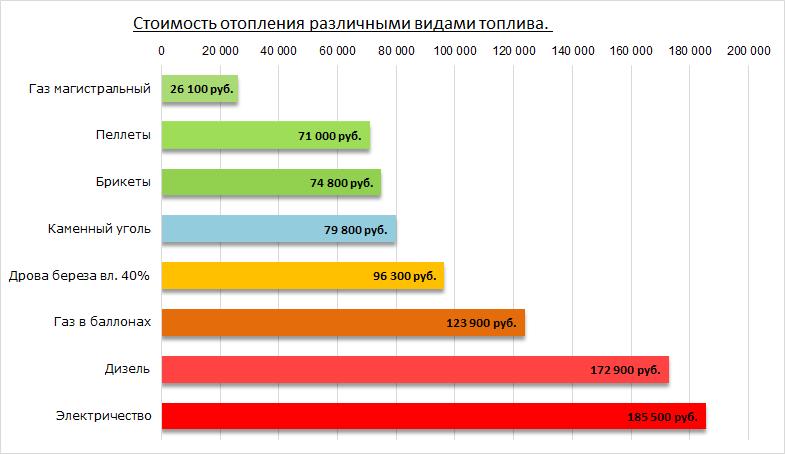 Стоимость отопления различными видами топлива.
0 20 000 40 000 60 000 80 000 100 000 120 000 140 000 160 000 180 000 200 000
Газ магистральный 26 100 руб.
Пеллеты 71 000 руб.
Брикеты 74 800 руб.
Каменный уголь 79 800 руб.
Дрова береза вл. 40% 96 300 руб.
Газ в баллонах 123 900 руб.
Дизель 172 900 руб.
Электричество 185 500 руб.